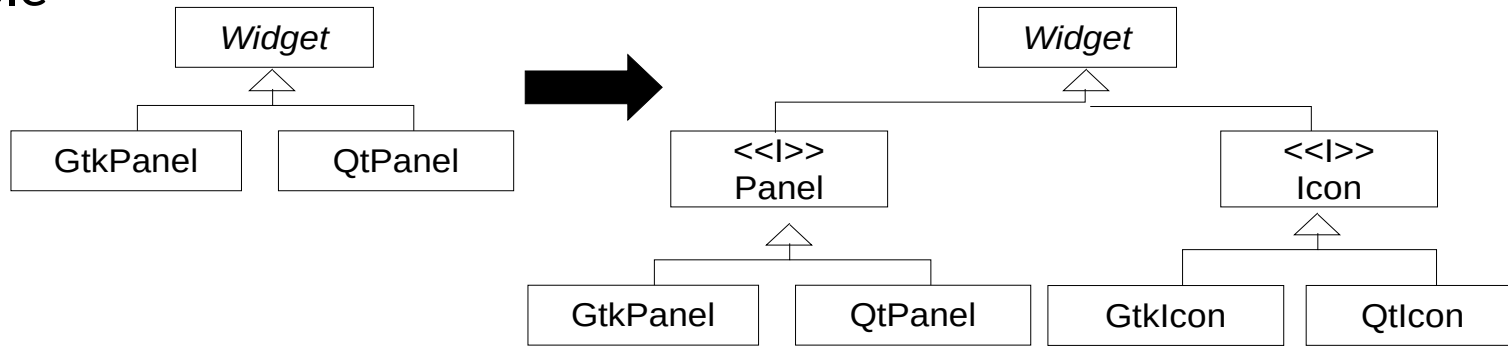 Widget
GtkPanel
QtPanel
Widget
<<I>>
Panel
<<I>>
Icon
GtkPanel
QtPanel
GtkIcon
QtIcon